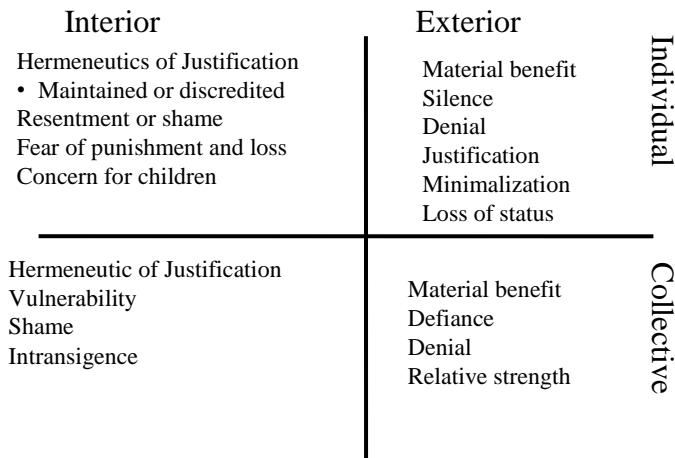 Interior
Exterior
Individual
Hermeneutics of Justification
• Maintained or discredited
Resentment or shame
Fear of punishment and loss
Concern for children
Material benefit
Silence
Denial
Justification
Minimalization
Loss of status
Collective
Hermeneutic of Justification
Vulnerability
Shame
Intransigence
Material benefit
Defiance
Denial
Relative strength